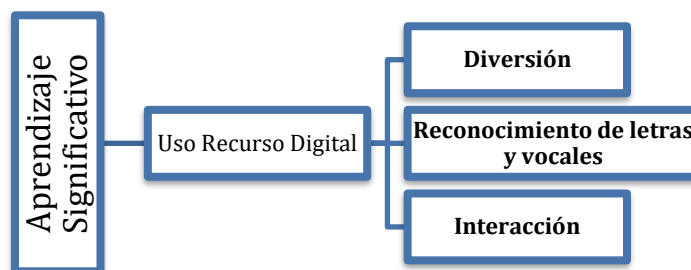 Aprendizaje
Significativo
Uso Recurso Digital
Diversión
Reconocimiento de letras
y vocales
Interacción